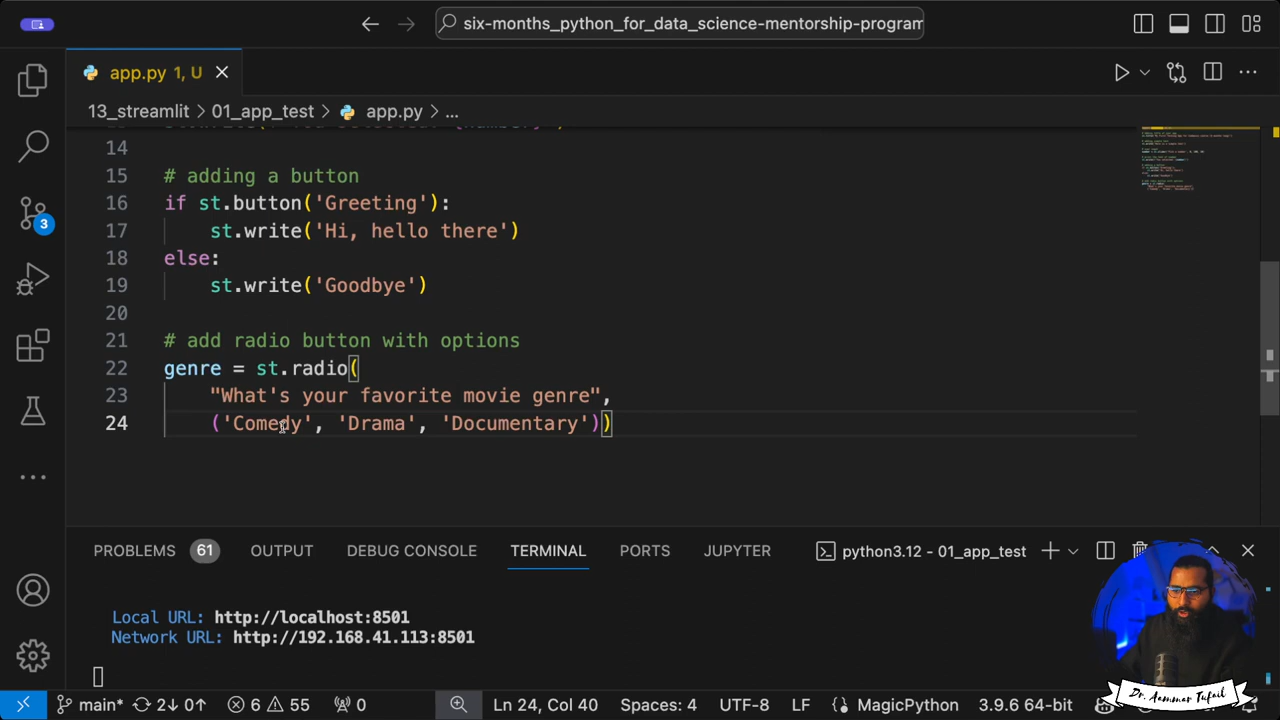 six-months_python_for_data_science-mentorship-program
app.py 1, U
13_streamlit > 01_app_test > app.py > ...
14
15 # adding a button
16 if st.button('Greeting'):
17 st.write('Hi, hello there')
18 else:
19 st.write('Goodbye')
20
21 # add radio button with options
22 genre = st.radio(
23 "What's your favorite movie genre",
24 ('Comedy', 'Drama', 'Documentary'))
3
PROBLEMS 61 OUTPUT DEBUG CONSOLE TERMINAL PORTS JUPYTER python3.12 - 01_app_test
Local URL: http://localhost:8501
Network URL: http://192.168.41.113:8501
Dr. Aammar Tufail
main* 2↓ 0↑ 6 55 0 Ln 24, Col 40 Spaces: 4 UTF-8 LF MagicPython 3.9.6 64-bit